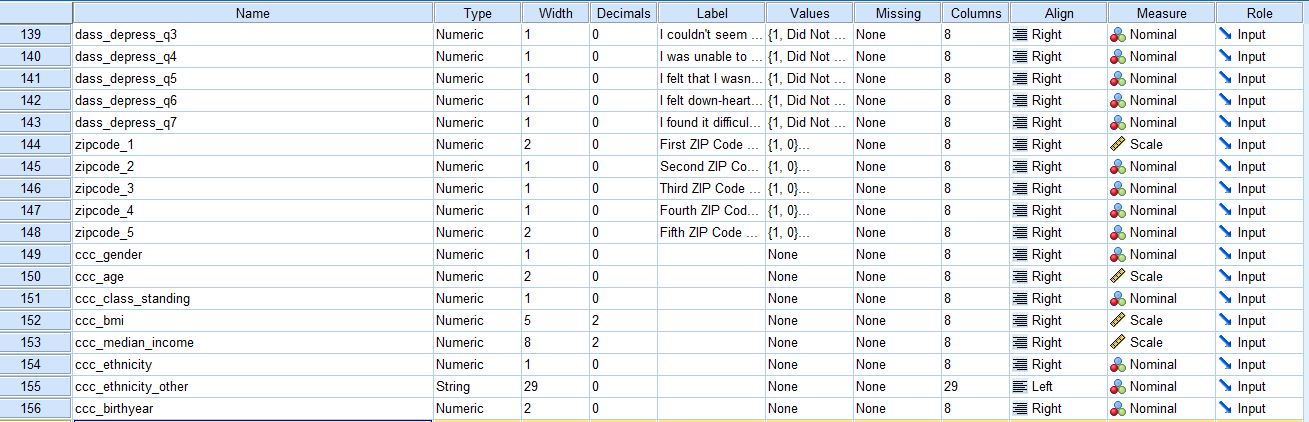 Name Type Width Decimals Label Values Missing Columns Align Measure Role
139 dass_depress_q3 Numeric 1 0 I couldn't seem ... {1, Did Not ... None 8 Right Nominal Input
140 dass_depress_q4 Numeric 1 0 I was unable to ... {1, Did Not ... None 8 Right Nominal Input
141 dass_depress_q5 Numeric 1 0 I felt that I wasn... {1, Did Not ... None 8 Right Nominal Input
142 dass_depress_q6 Numeric 1 0 I felt down-heart... {1, Did Not ... None 8 Right Nominal Input
143 dass_depress_q7 Numeric 1 0 I found it difficul... {1, Did Not ... None 8 Right Nominal Input
144 zipcode_1 Numeric 2 0 First ZIP Code ... {1, 0}... None 8 Right Scale Input
145 zipcode_2 Numeric 1 0 Second ZIP Co... {1, 0}... None 8 Right Nominal Input
146 zipcode_3 Numeric 1 0 Third ZIP Code ... {1, 0}... None 8 Right Nominal Input
147 zipcode_4 Numeric 1 0 Fourth ZIP Cod... {1, 0}... None 8 Right Nominal Input
148 zipcode_5 Numeric 2 0 Fifth ZIP Code ... {1, 0}... None 8 Right Nominal Input
149 ccc_gender Numeric 1 0 None None 8 Right Nominal Input
150 ccc_age Numeric 2 0 None None 8 Right Scale Input
151 ccc_class_standing Numeric 1 0 None None 8 Right Nominal Input
152 ccc_bmi Numeric 5 2 None None 8 Right Scale Input
153 ccc_median_income Numeric 8 2 None None 8 Right Scale Input
154 ccc_ethnicity Numeric 1 0 None None 8 Right Nominal Input
155 ccc_ethnicity_other String 29 0 None None 29 Left Nominal Input
156 ccc_birthyear Numeric 2 0 None None 8 Right Nominal Input